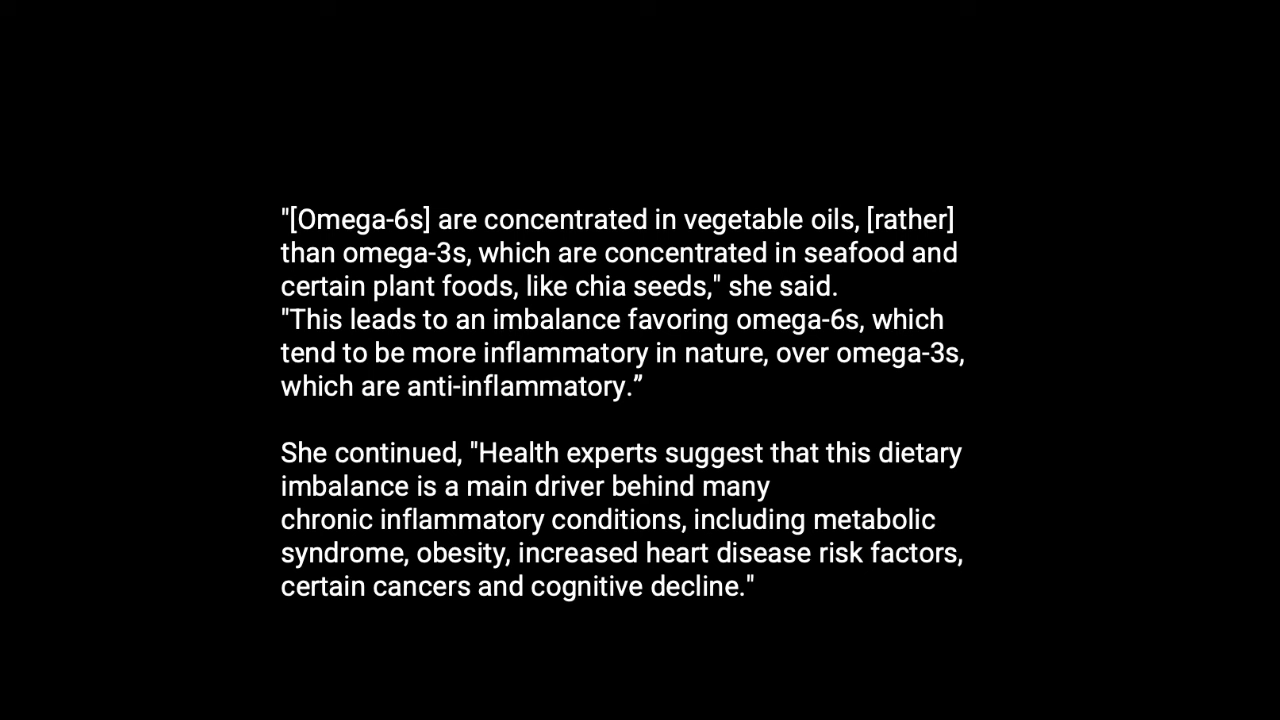 "[Omega-6s] are concentrated in vegetable oils, [rather]
than omega-3s, which are concentrated in seafood and
certain plant foods, like chia seeds," she said.
"This leads to an imbalance favoring omega-6s, which
tend to be more inflammatory in nature, over omega-3s,
which are anti-inflammatory.”

She continued, "Health experts suggest that this dietary
imbalance is a main driver behind many
chronic inflammatory conditions, including metabolic
syndrome, obesity, increased heart disease risk factors,
certain cancers and cognitive decline."